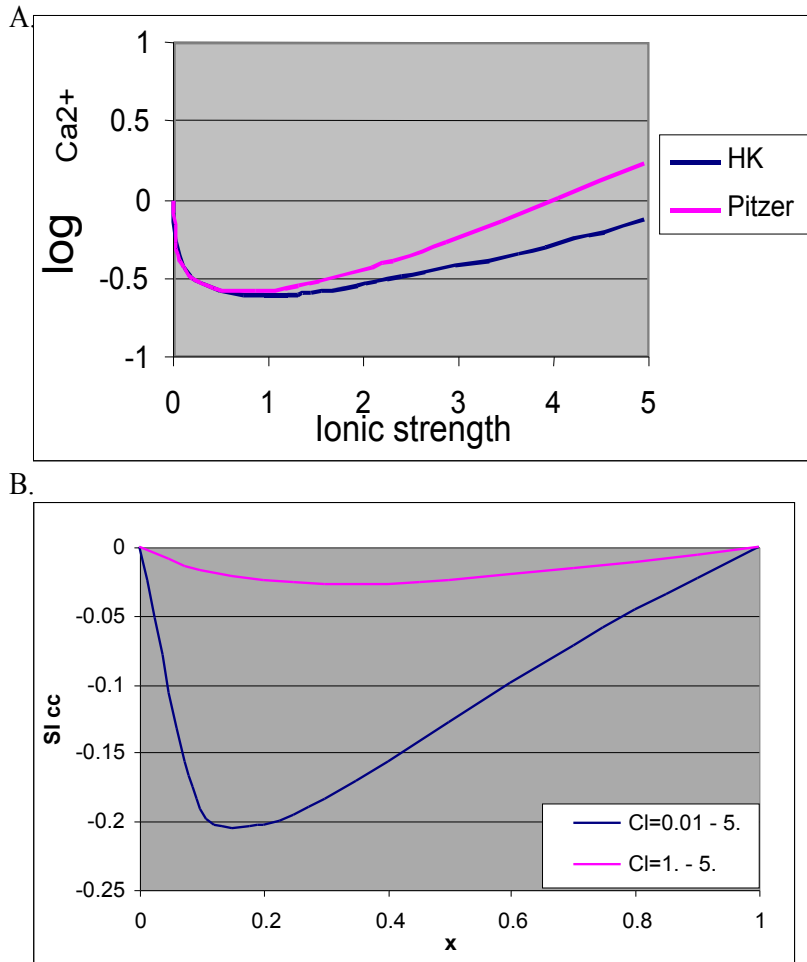 A.
1
0.5
0
-0.5
-1
log Ca2+
0 1 2 3 4 5
Ionic strength
HK
Pitzer
B.
0
-0.05
-0.1
-0.15
-0.2
-0.25
SI cc
0 0.2 0.4 0.6 0.8 1
x
Cl=0.01 - 5.
Cl=1. - 5.